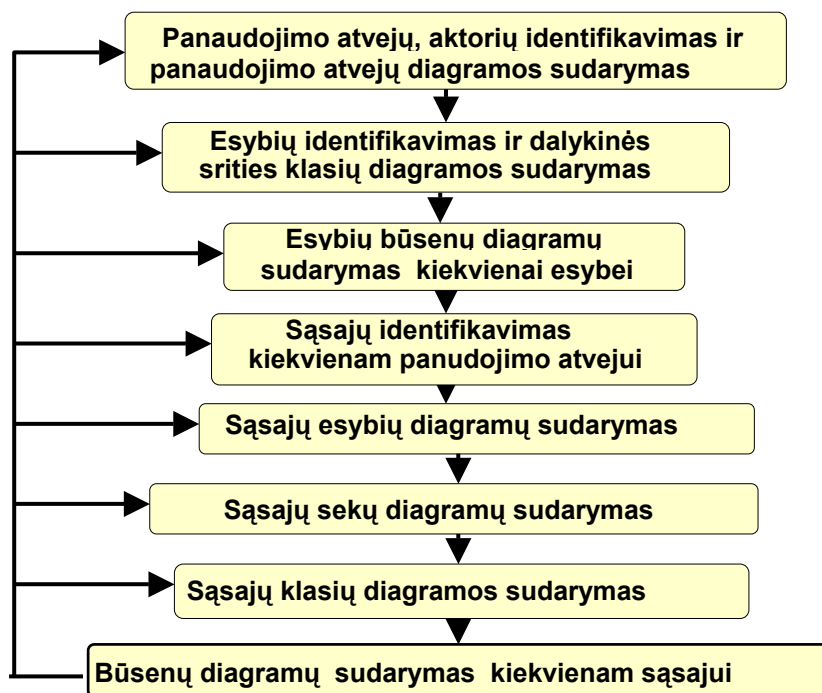 Panaudojimo atvejų, aktorių identifikavimas ir
panaudojimo atvejų diagramos sudarymas
Esybių identifikavimas ir dalykinės
srities klasių diagramos sudarymas
Esybių būsenų diagramų
sudarymas kiekvienai esybei
Sąsajų identifikavimas
kiekvienam panudojimo atvejui
Sąsajų esybių diagramų sudarymas
Sąsajų sekų diagramų sudarymas
Sąsajų klasių diagramos sudarymas
Būsenų diagramų sudarymas kiekvienam sąsajui